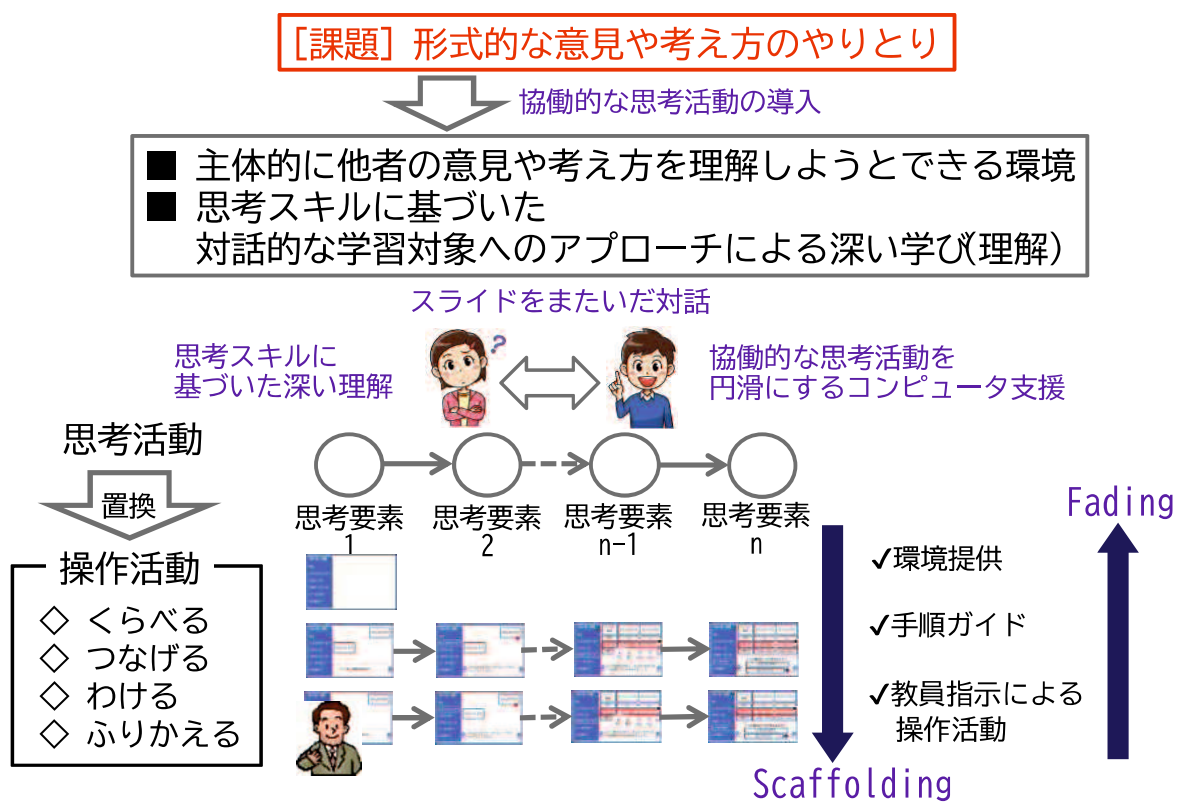 ［課題］形式的な意見や考え方のやりとり
協働的な思考活動の導入
■ 主体的に他者の意見や考え方を理解しようとできる環境
■ 思考スキルに基づいた
対話的な学習対象へのアプローチによる深い学び（理解）
スライドをまたいだ対話
思考スキルに
基づいた深い理解
?
協働的な思考活動を
円滑にするコンピュータ支援
思考活動
置換
操作活動
◇ くらべる
◇ つなげる
◇ わける
◇ ふりかえる
思考要素
1
思考要素
2
思考要素
n-1
思考要素
n
✓環境提供
✓手順ガイド
✓教員指示による
操作活動
Fading
Scaffolding